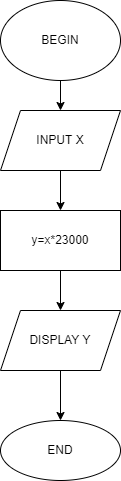 BEGIN
INPUT X
y=x*23000
DISPLAY Y
END